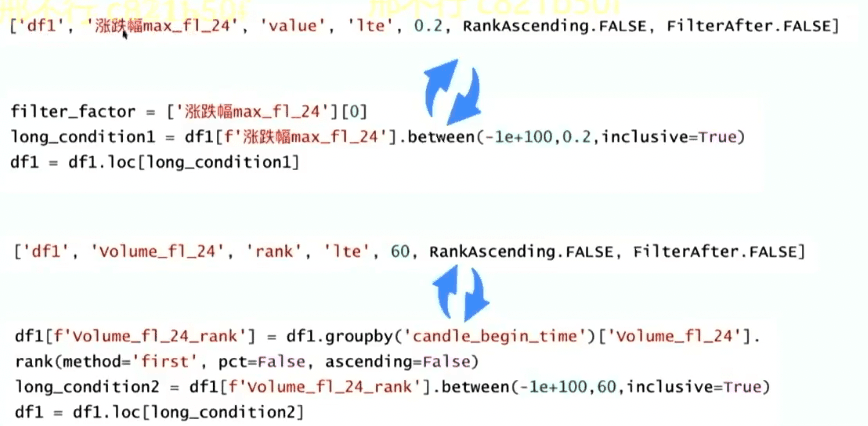 ['df1', '涨跌幅max_fl_24', 'value', 'lte', 0.2, RankAscending.FALSE, FilterAfter.FALSE]
filter_factor = ['涨跌幅max_fl_24'][0]
long_condition1 = df1[f'涨跌幅max_fl_24'].between(-1e+100,0.2,inclusive=True)
df1 = df1.loc[long_condition1]
['df1', 'Volume_fl_24', 'rank', 'lte', 60, RankAscending.FALSE, FilterAfter.FALSE]
df1[f'Volume_fl_24_rank'] = df1.groupby('candle_begin_time')['Volume_fl_24'].
rank(method='first', pct=False, ascending=False)
long_condition2 = df1[f'Volume_fl_24_rank'].between(-1e+100,60,inclusive=True)
df1 = df1.loc[long_condition2]